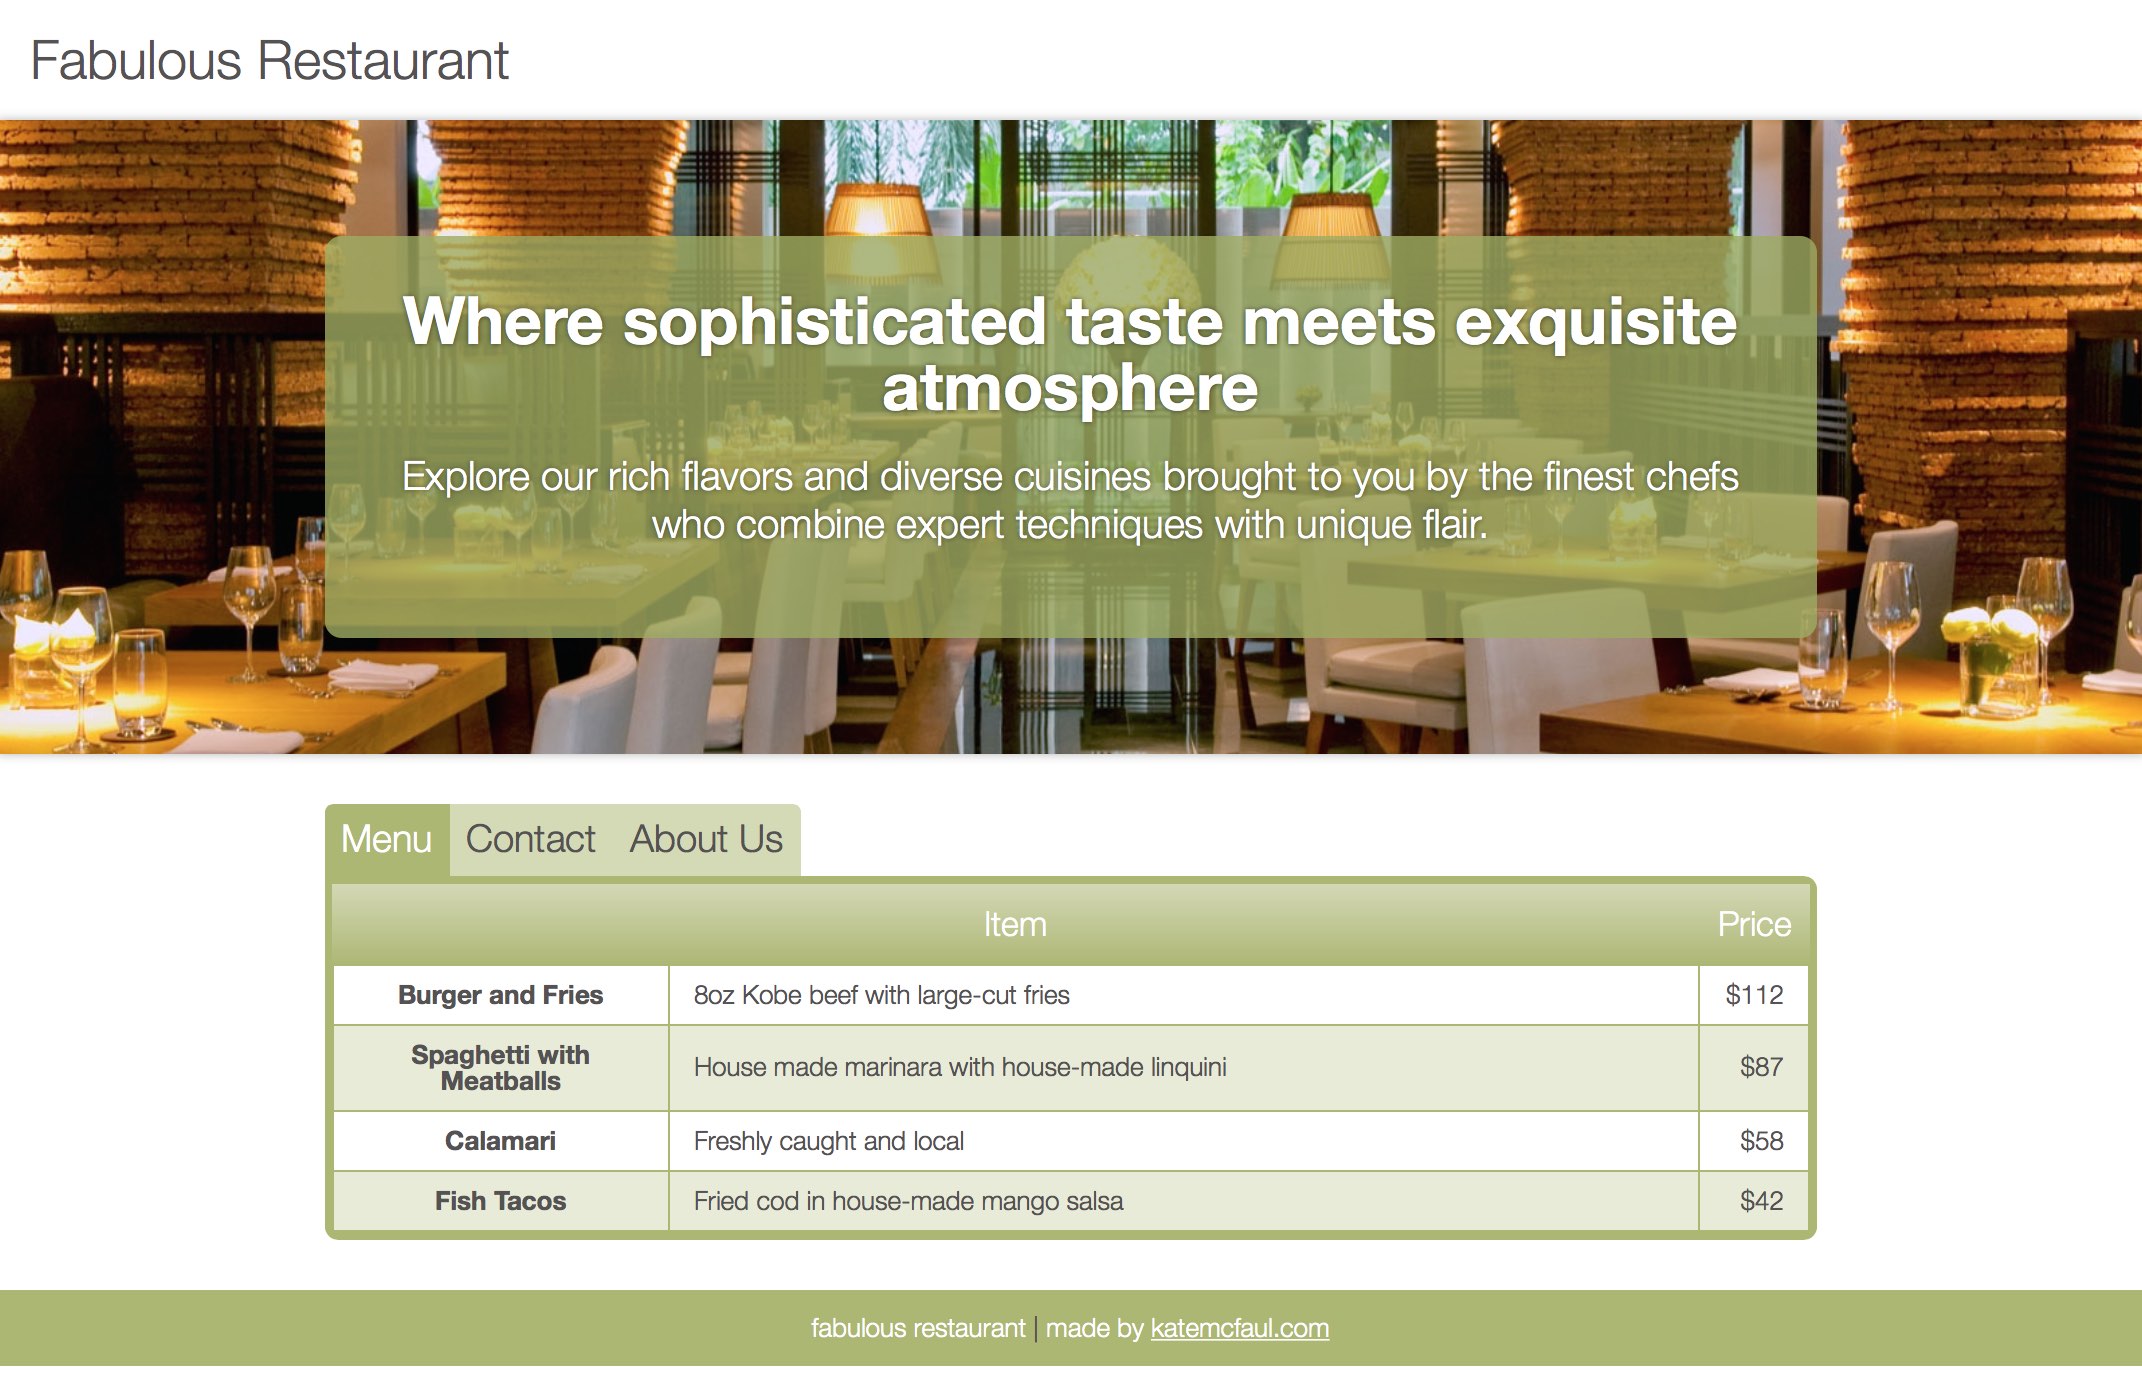 Fabulous Restaurant
Where sophisticated taste meets exquisite
atmosphere
Explore our rich flavors and diverse cuisines brought to you by the finest chefs
who combine expert techniques with unique flair.
Menu Contact About Us
Item Price
Burger and Fries 8oz Kobe beef with large-cut fries $112
Spaghetti with
Meatballs House made marinara with house-made linquini $87
Calamari Freshly caught and local $58
Fish Tacos Fried cod in house-made mango salsa $42
fabulous restaurant | made by katemcfaul.com